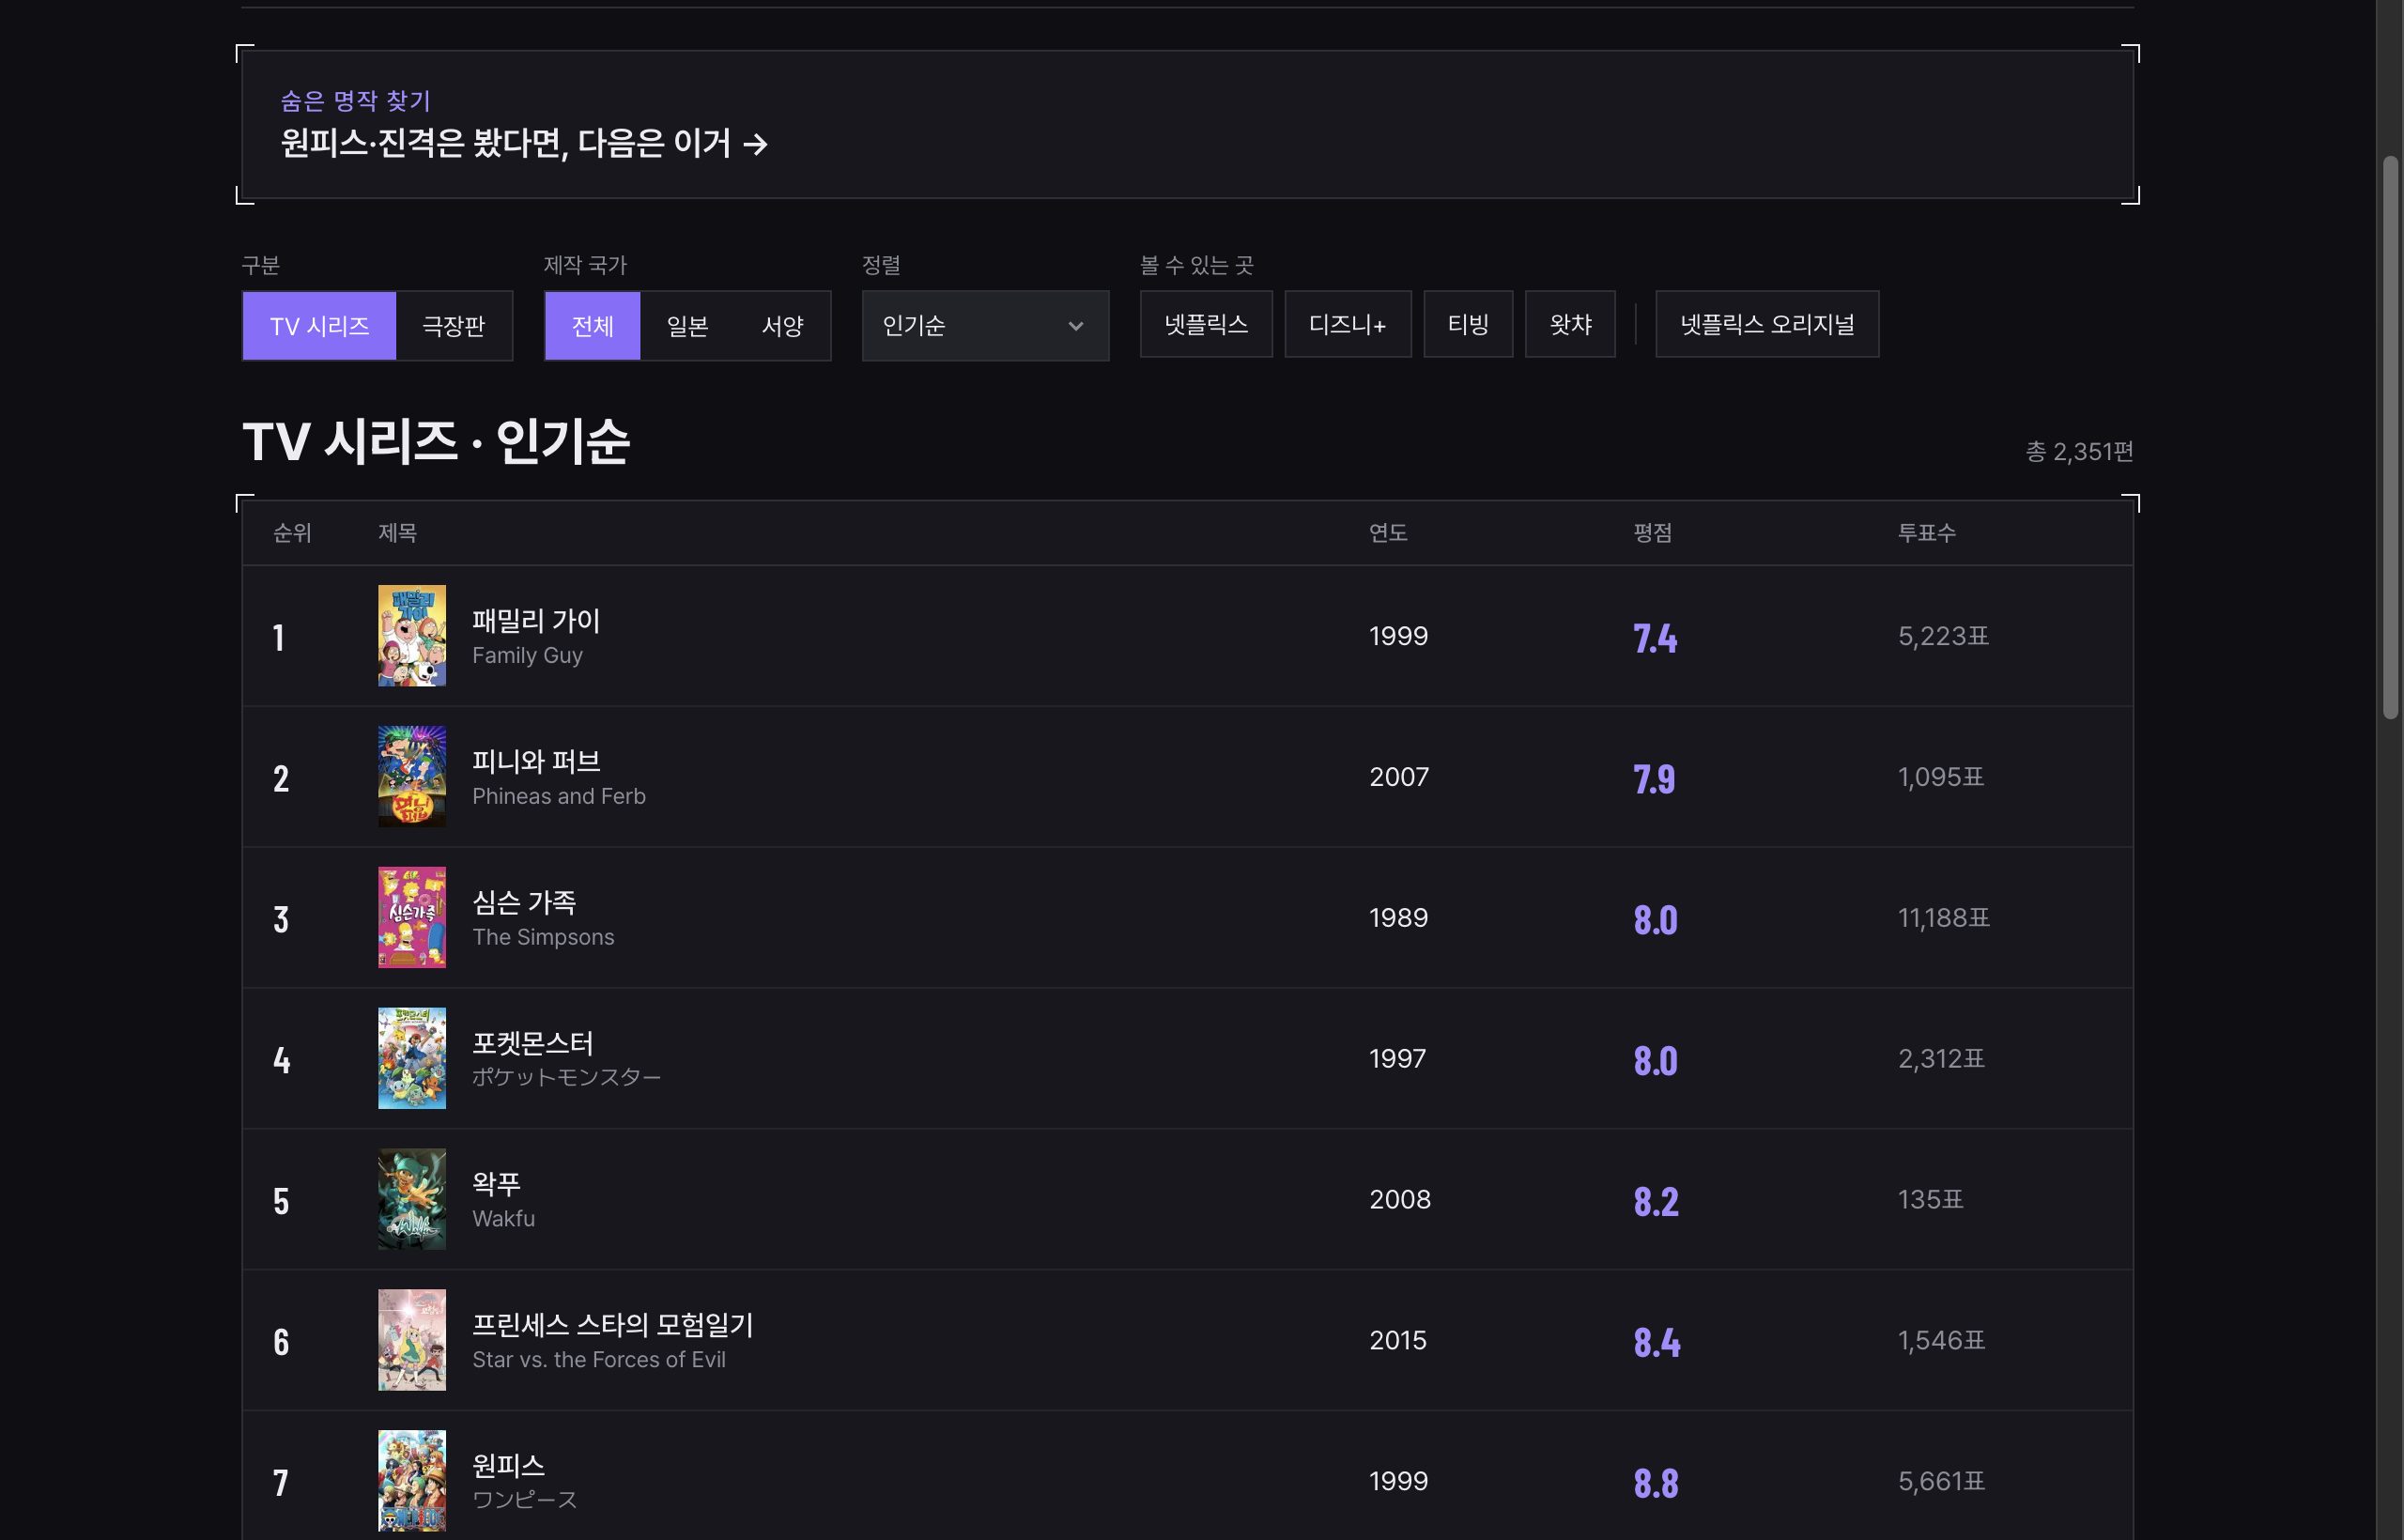 숨은 명작 찾기
원피스·진격은 봤다면, 다음은 이거 →
구분
제작 국가
정렬
볼 수 있는 곳
TV 시리즈 극장판
전체 일본 서양
인기순
넷플릭스 디즈니+ 티빙 왓챠 넷플릭스 오리지널
TV 시리즈 · 인기순
총 2,351편
순위 제목 연도 평점 투표수
1 패밀리 가이 1999 7.4 5,223표
Family Guy
패밀리 가이
2 피니와 퍼브 2007 7.9 1,095표
Phineas and Ferb
3 심슨 가족 1989 8.0 11,188표
The Simpsons
심슨가족
4 포켓몬스터 1997 8.0 2,312표
ポケットモンスター
5 왁푸 2008 8.2 135표
Wakfu
6 프린세스 스타의 모험일기 2015 8.4 1,546표
Star vs. the Forces of Evil
7 원피스 1999 8.8 5,661표
ワンピース